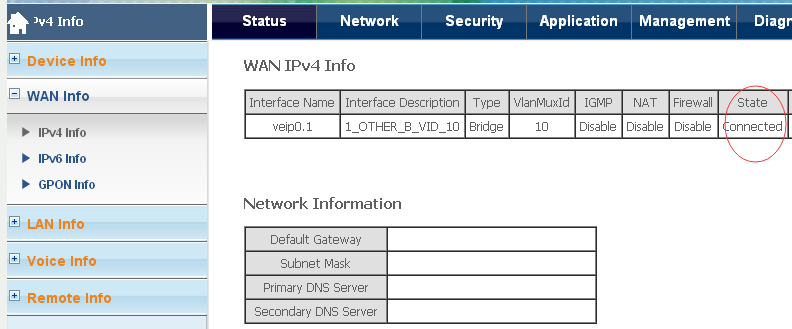 IPv4 Info
Status Network Security Application Management
Device Info
WAN Info
IPv4 Info
IPv6 Info
GPON Info
LAN Info
Voice Info
Remote Info
WAN IPv4 Info
Interface Name Interface Description Type VlanMuxId IGMP NAT Firewall State
veip0.1 1_OTHER_B_VID_10 Bridge 10 Disable Disable Disable Connected
Network Information
Default Gateway
Subnet Mask
Primary DNS Server
Secondary DNS Server